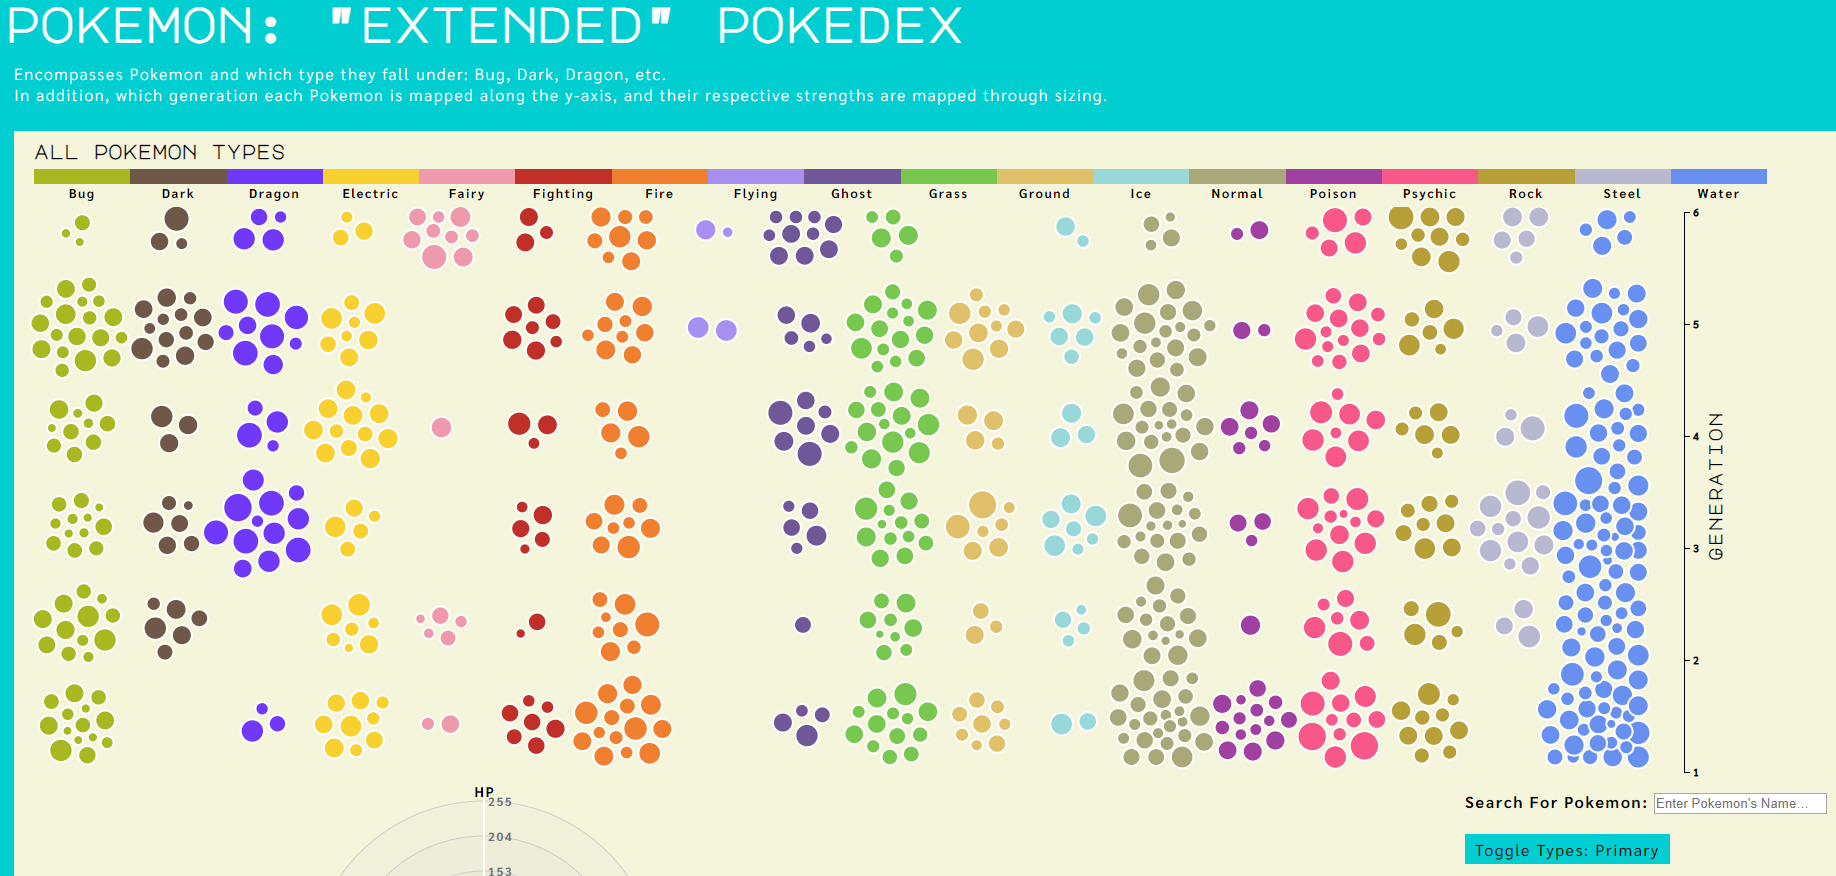 POKEMON: "EXTENDED" POKEDEX
Encompasses Pokemon and which type they fall under: Bug, Dark, Dragon, etc.
In addition, which generation each Pokemon is mapped along the y-axis, and their respective strengths are mapped through sizing.
ALL POKEMON TYPES
Bug Dark Dragon Electric Fairy Fighting Fire Flying Ghost Grass Ground Ice Normal Poison Psychic Rock Steel Water
6
5
4
GENERATION
3
2
1
HP
255
204
153
Search For Pokemon: Enter Pokemon's Name...
Toggle Types: Primary